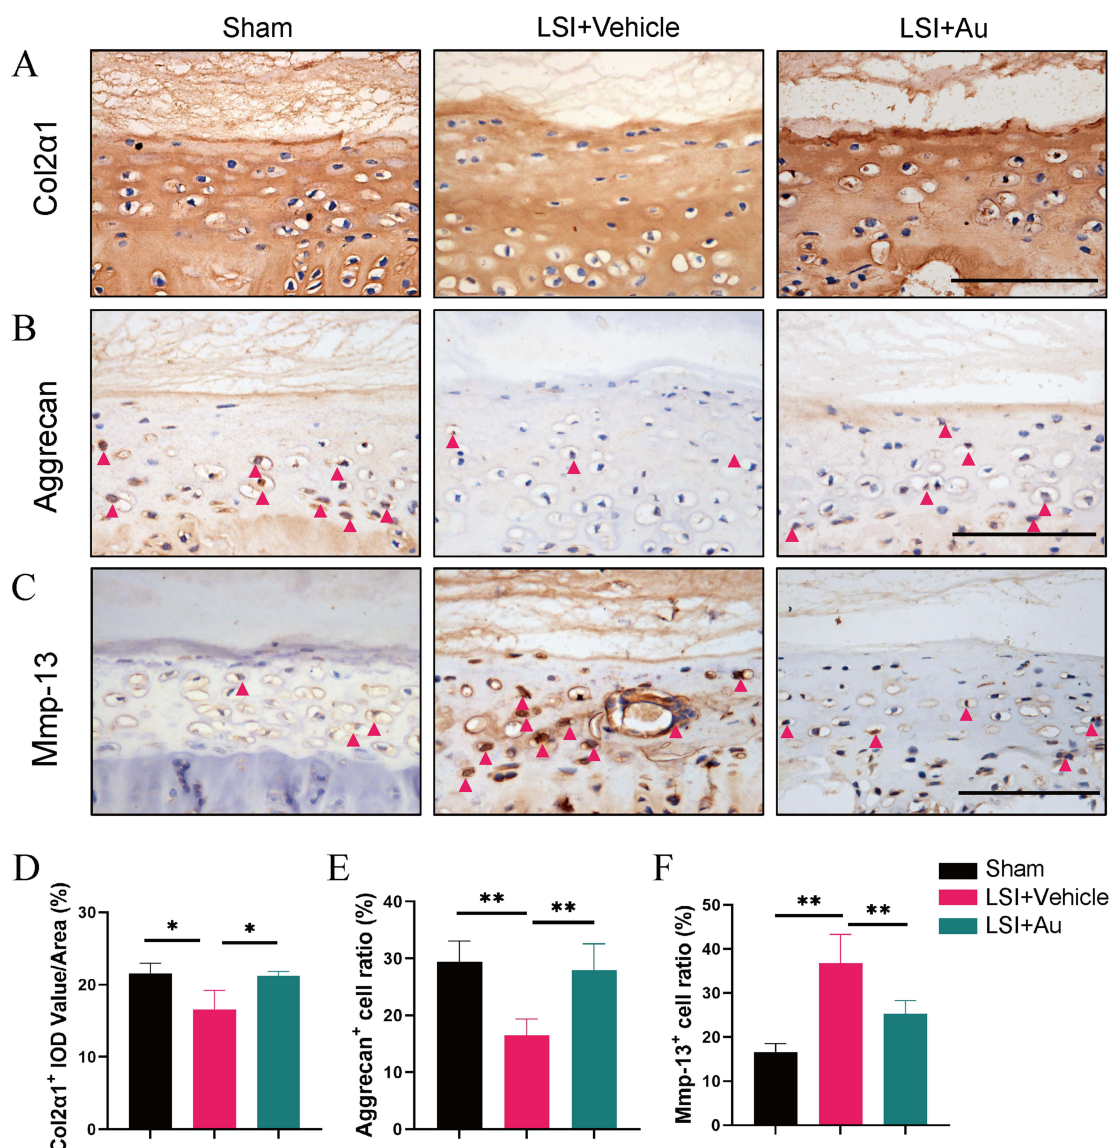 Sham LSI+Vehicle LSI+Au
A
Col2α1
B
Aggrecan
C
Mmp-13
D
Col2α1⁺ IOD Value/Area (%)
30
20
10
0
* *
E
Aggrecan⁺ cell ratio (%)
40
30
20
10
0
** **
F
Mmp-13⁺ cell ratio (%)
50
40
30
20
10
0
** **
Sham
LSI+Vehicle
LSI+Au